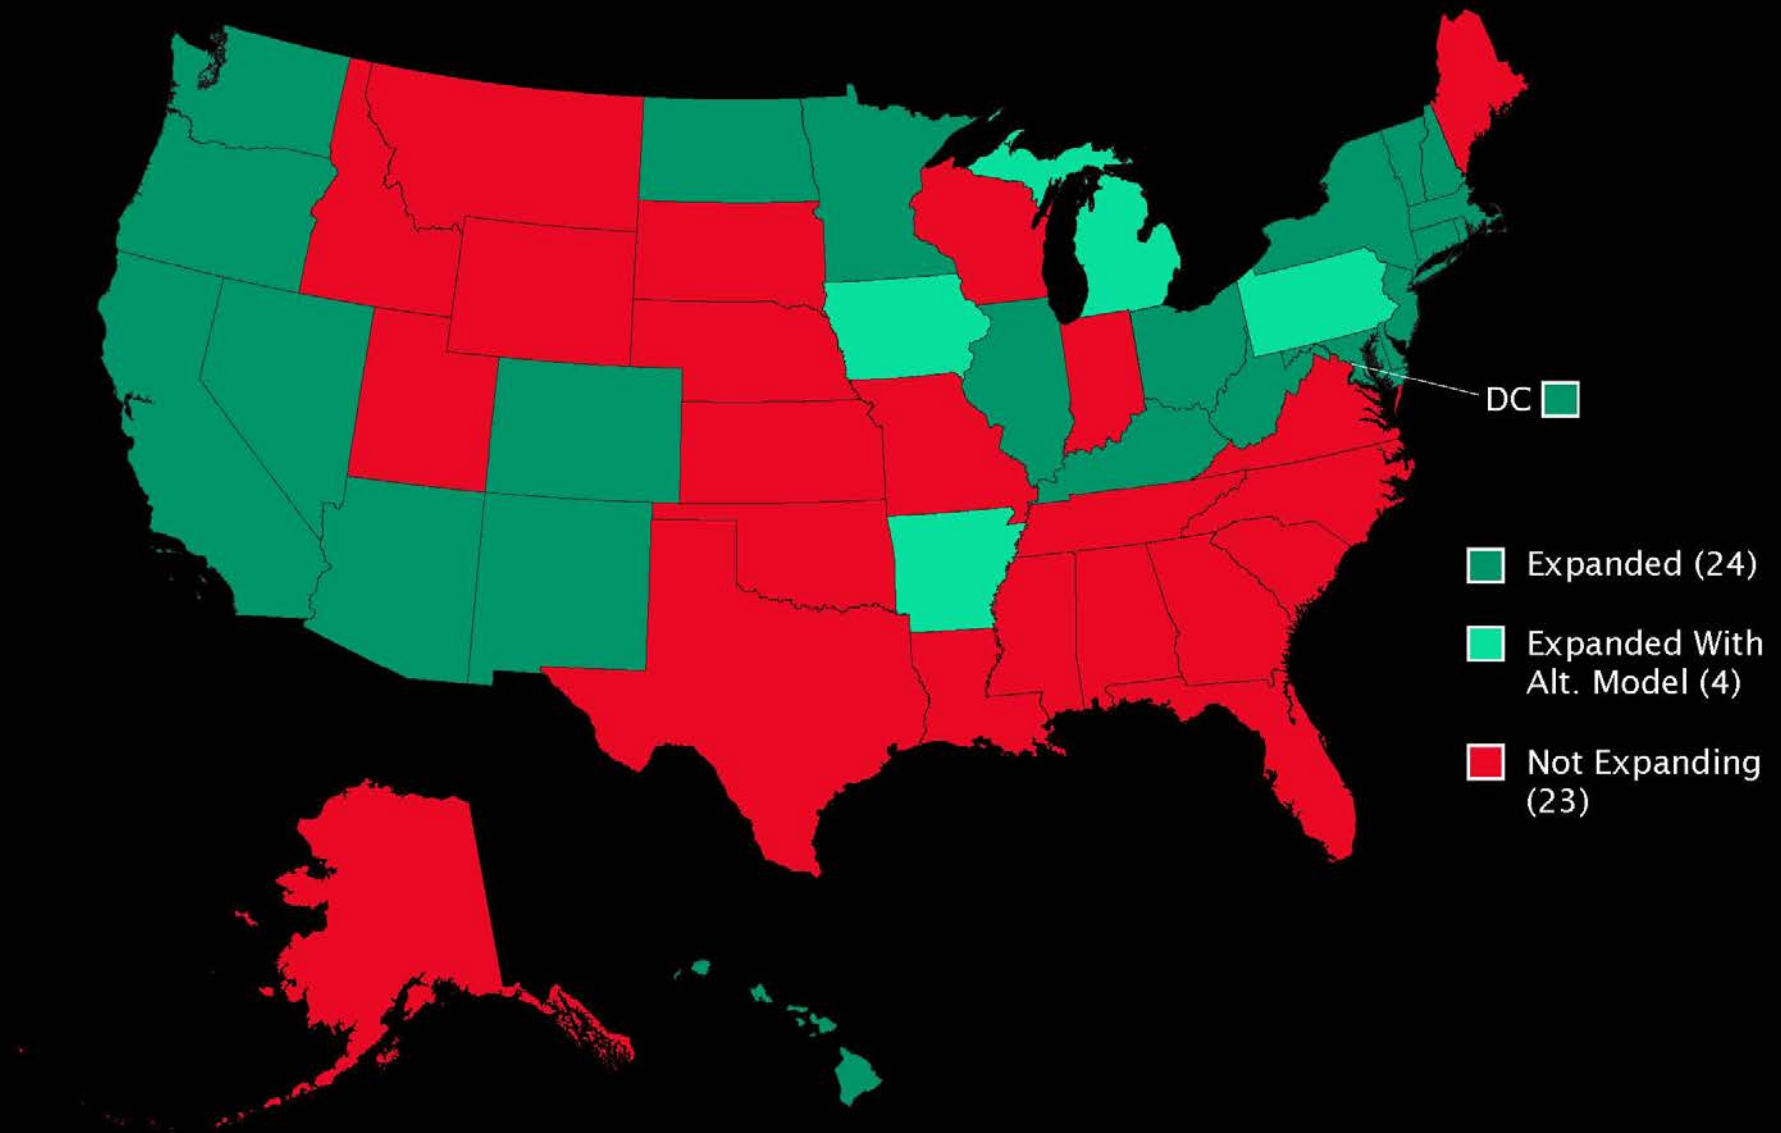 DC
Expanded (24)
Expanded With
Alt. Model (4)
Not Expanding
(23)